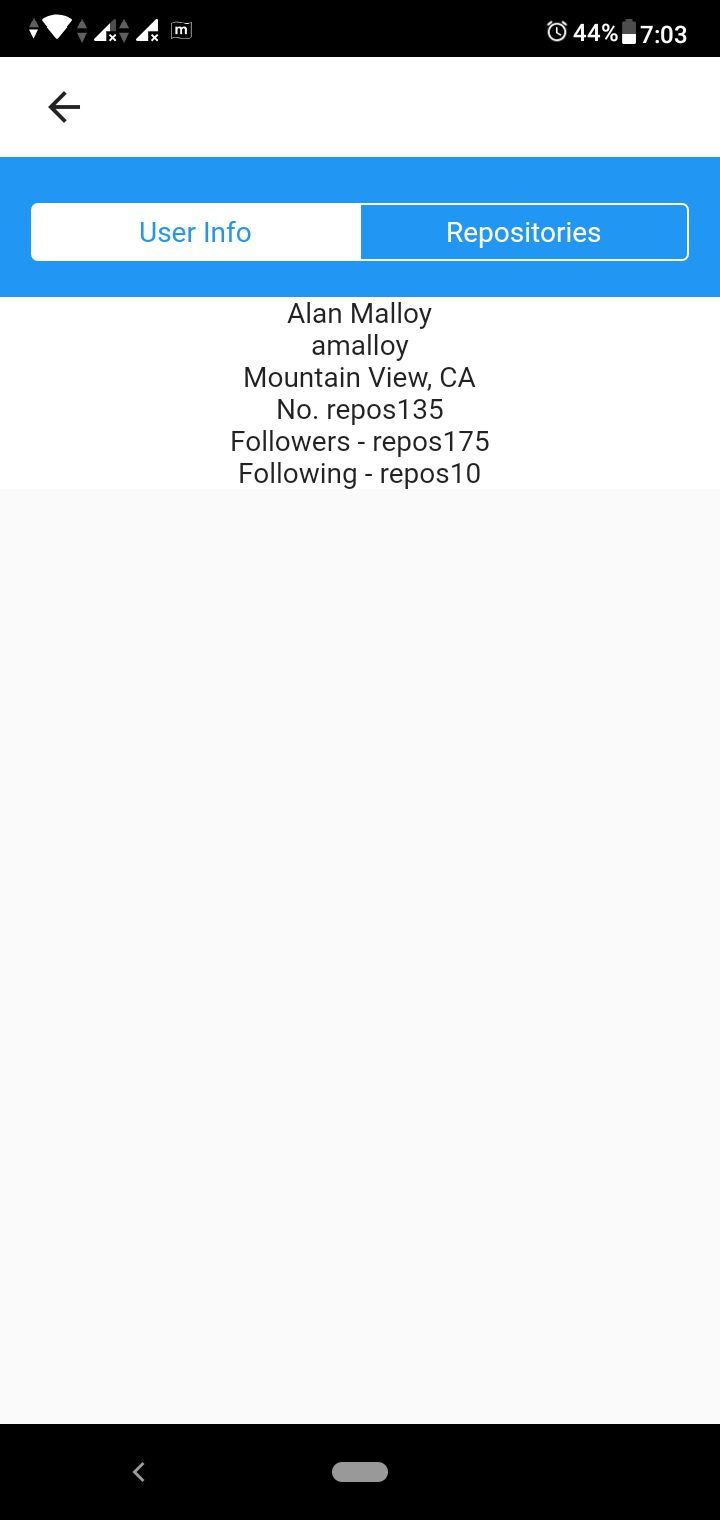 m 44% 7:03
User Info Repositories
Alan Malloy
amalloy
Mountain View, CA
No. repos135
Followers - repos175
Following - repos10